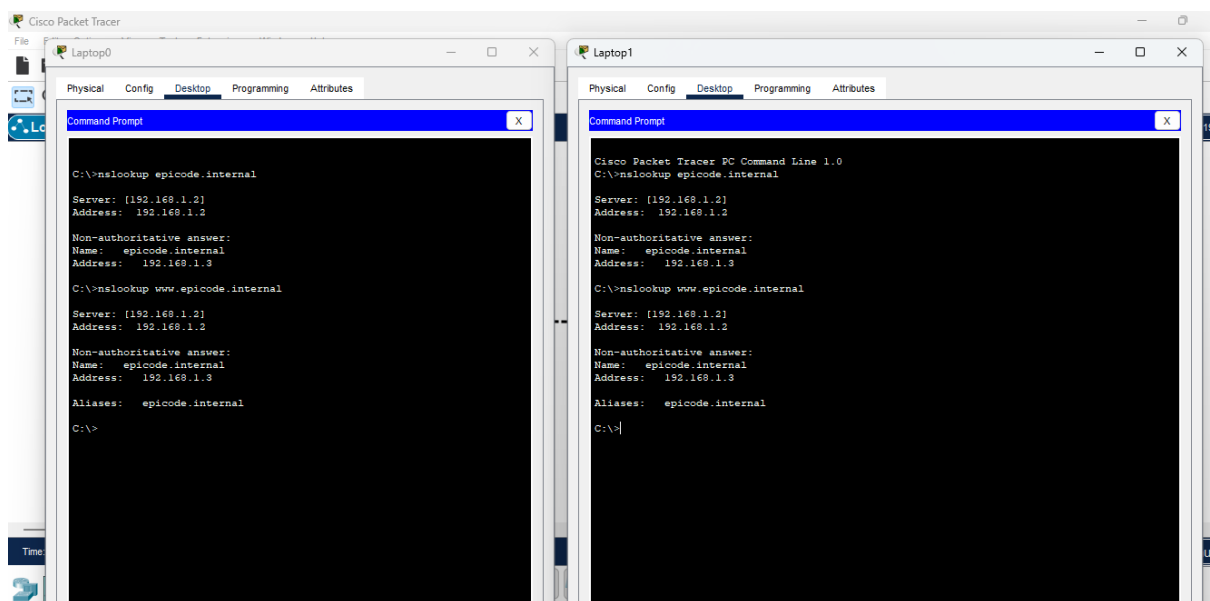 Cisco Packet Tracer
File
Laptop0
Physical Config Desktop Programming Attributes
Command Prompt
X
C:\>nslookup epicode.internal
Server: [192.168.1.2]
Address: 192.168.1.2
Non-authoritative answer:
Name: epicode.internal
Address: 192.168.1.3
C:\>nslookup www.epicode.internal
Server: [192.168.1.2]
Address: 192.168.1.2
Non-authoritative answer:
Name: epicode.internal
Address: 192.168.1.3
Aliases: epicode.internal
C:\>
Laptop1
Physical Config Desktop Programming Attributes
Command Prompt
X
Cisco Packet Tracer PC Command Line 1.0
C:\>nslookup epicode.internal
Server: [192.168.1.2]
Address: 192.168.1.2
Non-authoritative answer:
Name: epicode.internal
Address: 192.168.1.3
C:\>nslookup www.epicode.internal
Server: [192.168.1.2]
Address: 192.168.1.2
Non-authoritative answer:
Name: epicode.internal
Address: 192.168.1.3
Aliases: epicode.internal
C:\>
Time: